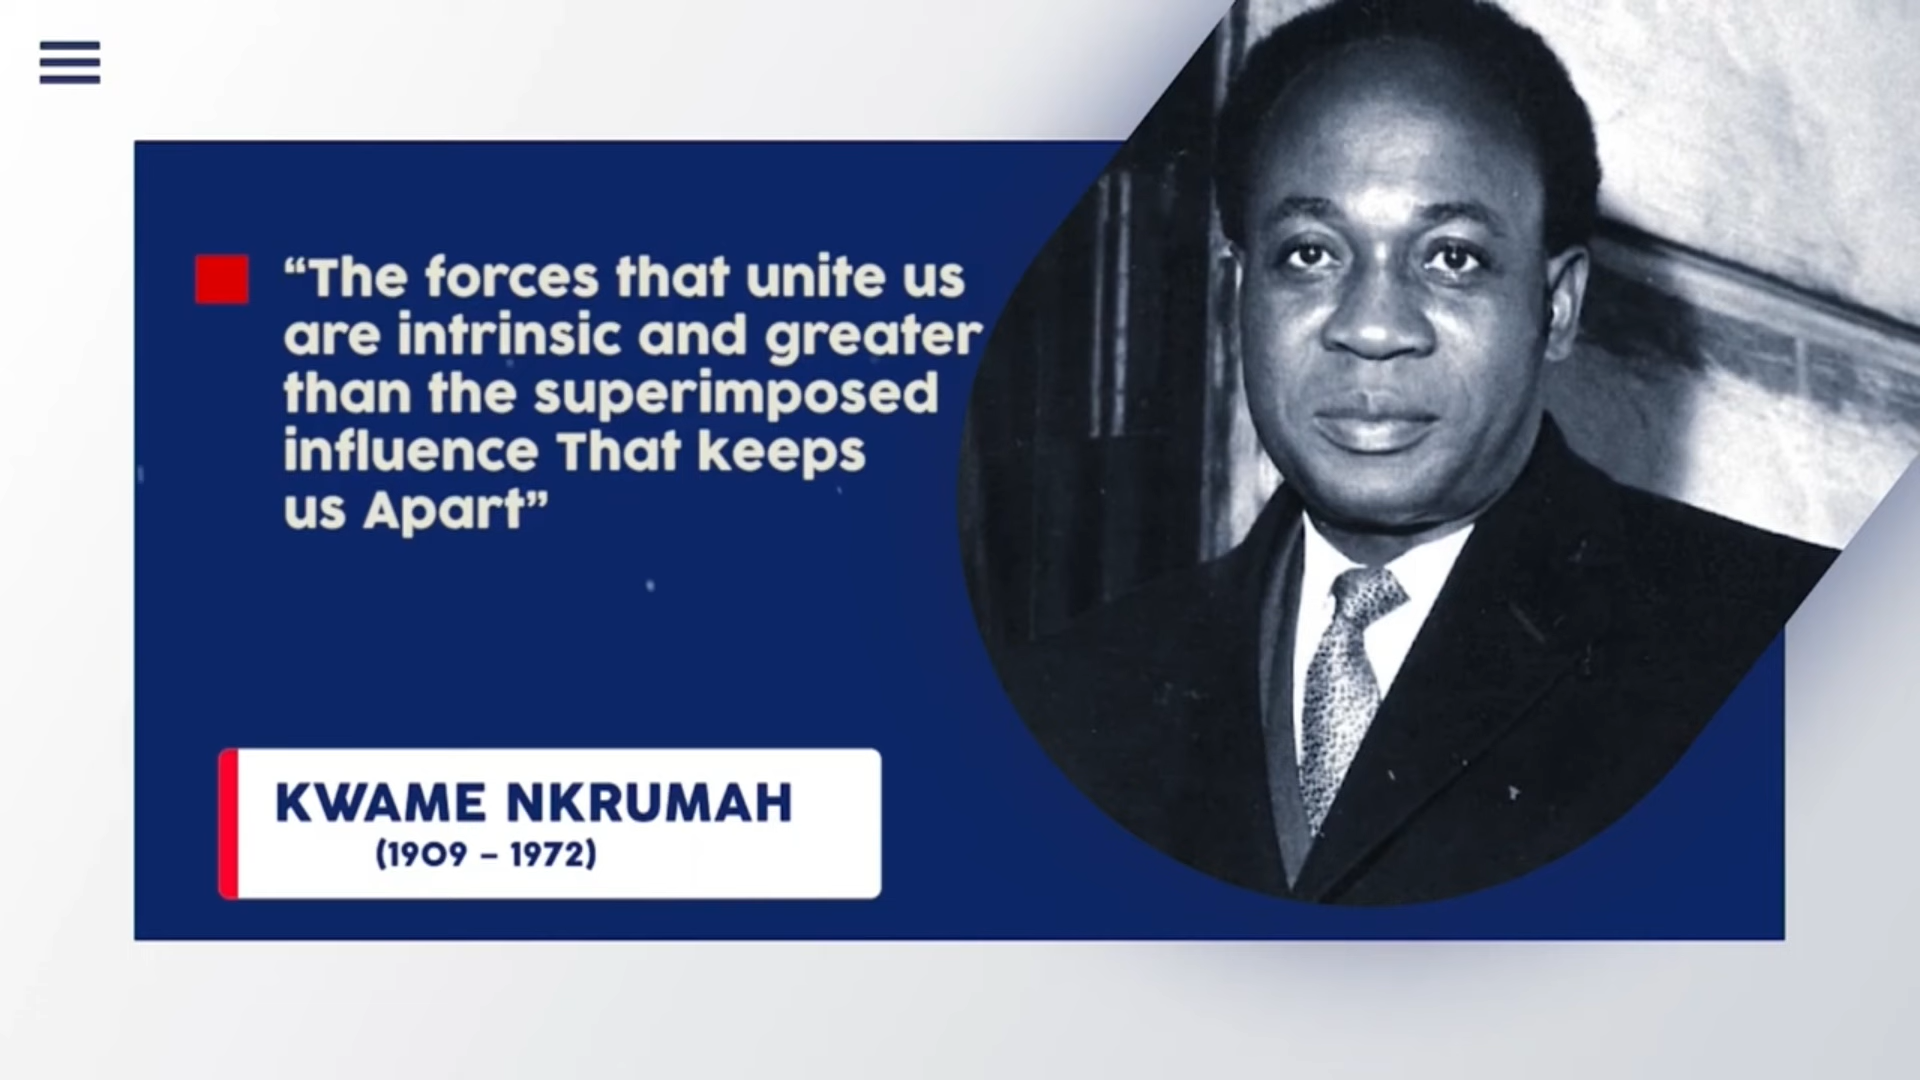 “The forces that unite us
are intrinsic and greater
than the superimposed
influence That keeps
us Apart”
KWAME NKRUMAH
(1909 – 1972)